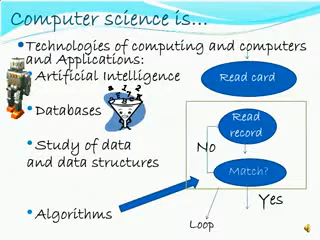 Computer science is...
•Technologies of computing and computers
and Applications:
• Artificial Intelligence
Read card
• Databases
Read
record
• Study of data
and data structures
No
Match?
Yes
• Algorithms
Loop